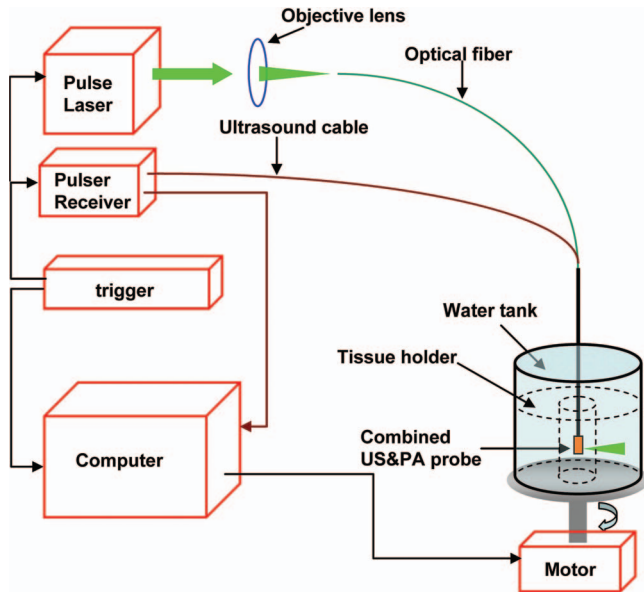 Objective lens
Pulse
Laser
Optical fiber
Ultrasound cable
Pulser
Receiver
trigger
Water tank
Tissue holder
Combined
US&PA probe
Computer
Motor